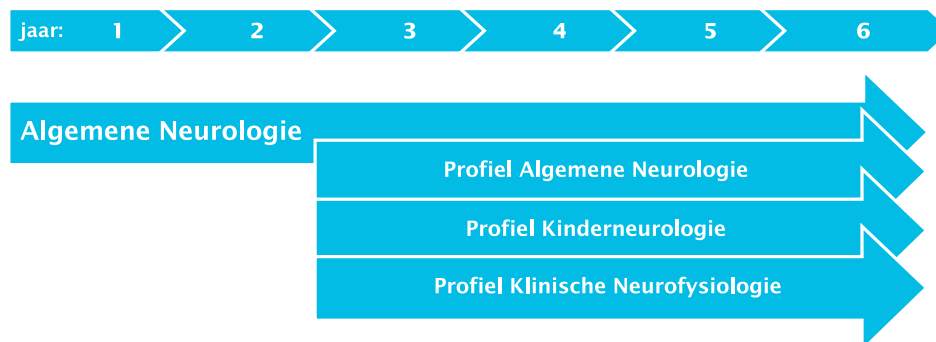 jaar: 1 2 3 4 5 6
Algemene Neurologie
Profiel Algemene Neurologie
Profiel Kinderneurologie
Profiel Klinische Neurofysiologie